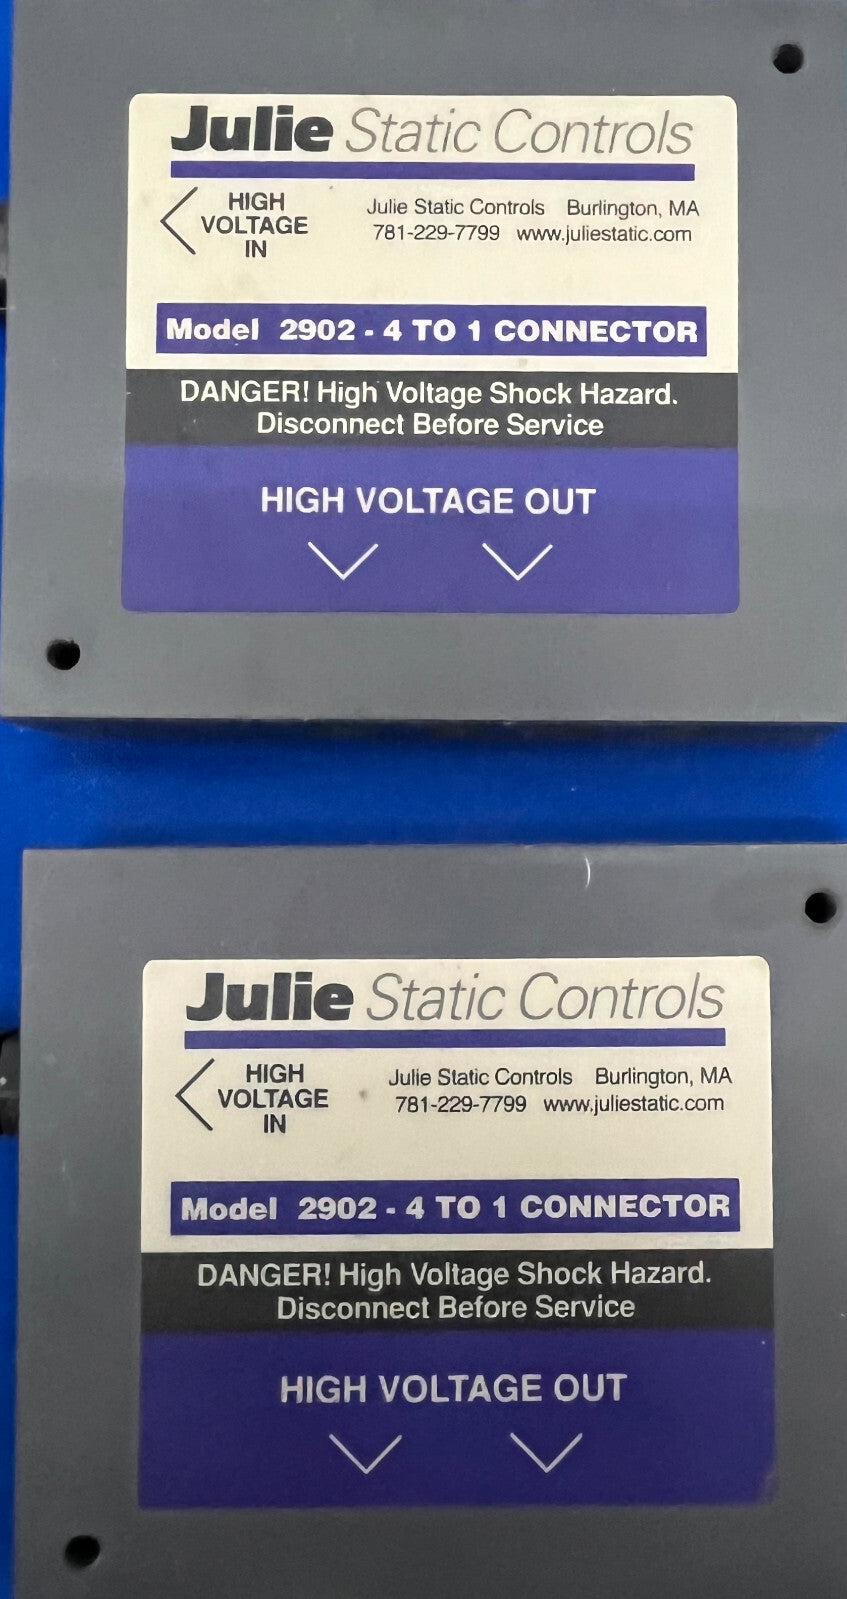 Julie Static Controls
HIGH
VOLTAGE
IN
Julie Static Controls Burlington, MA
781-229-7799 www.juliestatic.com
Model 2902 - 4 TO 1 CONNECTOR
DANGER! High Voltage Shock Hazard.
Disconnect Before Service
HIGH VOLTAGE OUT
Julie Static Controls
HIGH
VOLTAGE
IN
Julie Static Controls Burlington, MA
781-229-7799 www.juliestatic.com
Model 2902 - 4 TO 1 CONNECTOR
DANGER! High Voltage Shock Hazard.
Disconnect Before Service
HIGH VOLTAGE OUT